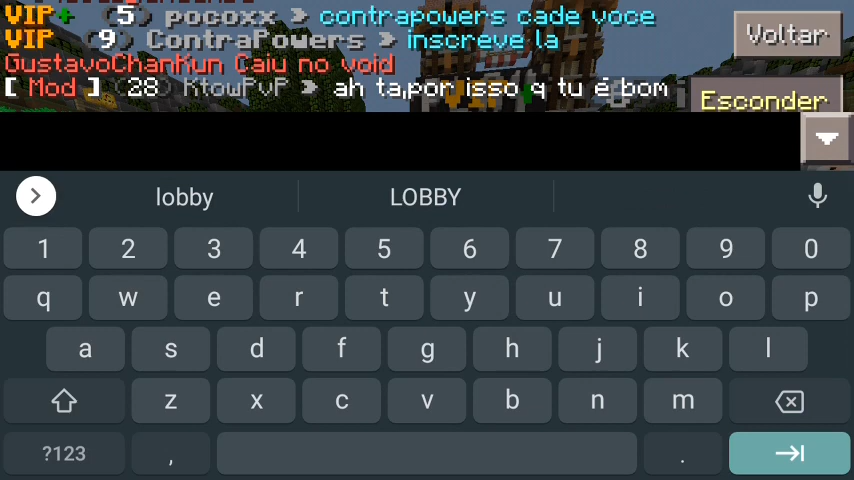 VIP+ (5) pocoxx > contrapowers cade voce
VIP (9) ContraPowers > inscreve la
GustavoChanKun Caiu no void
[ Mod ] (28) KtowPvP > ah ta,por isso q tu é bom
Voltar
Esconder
lobby LOBBY
1 2 3 4 5 6 7 8 9 0
q w e r t y u i o p
a s d f g h j k l
z x c v b n m
?123 , .